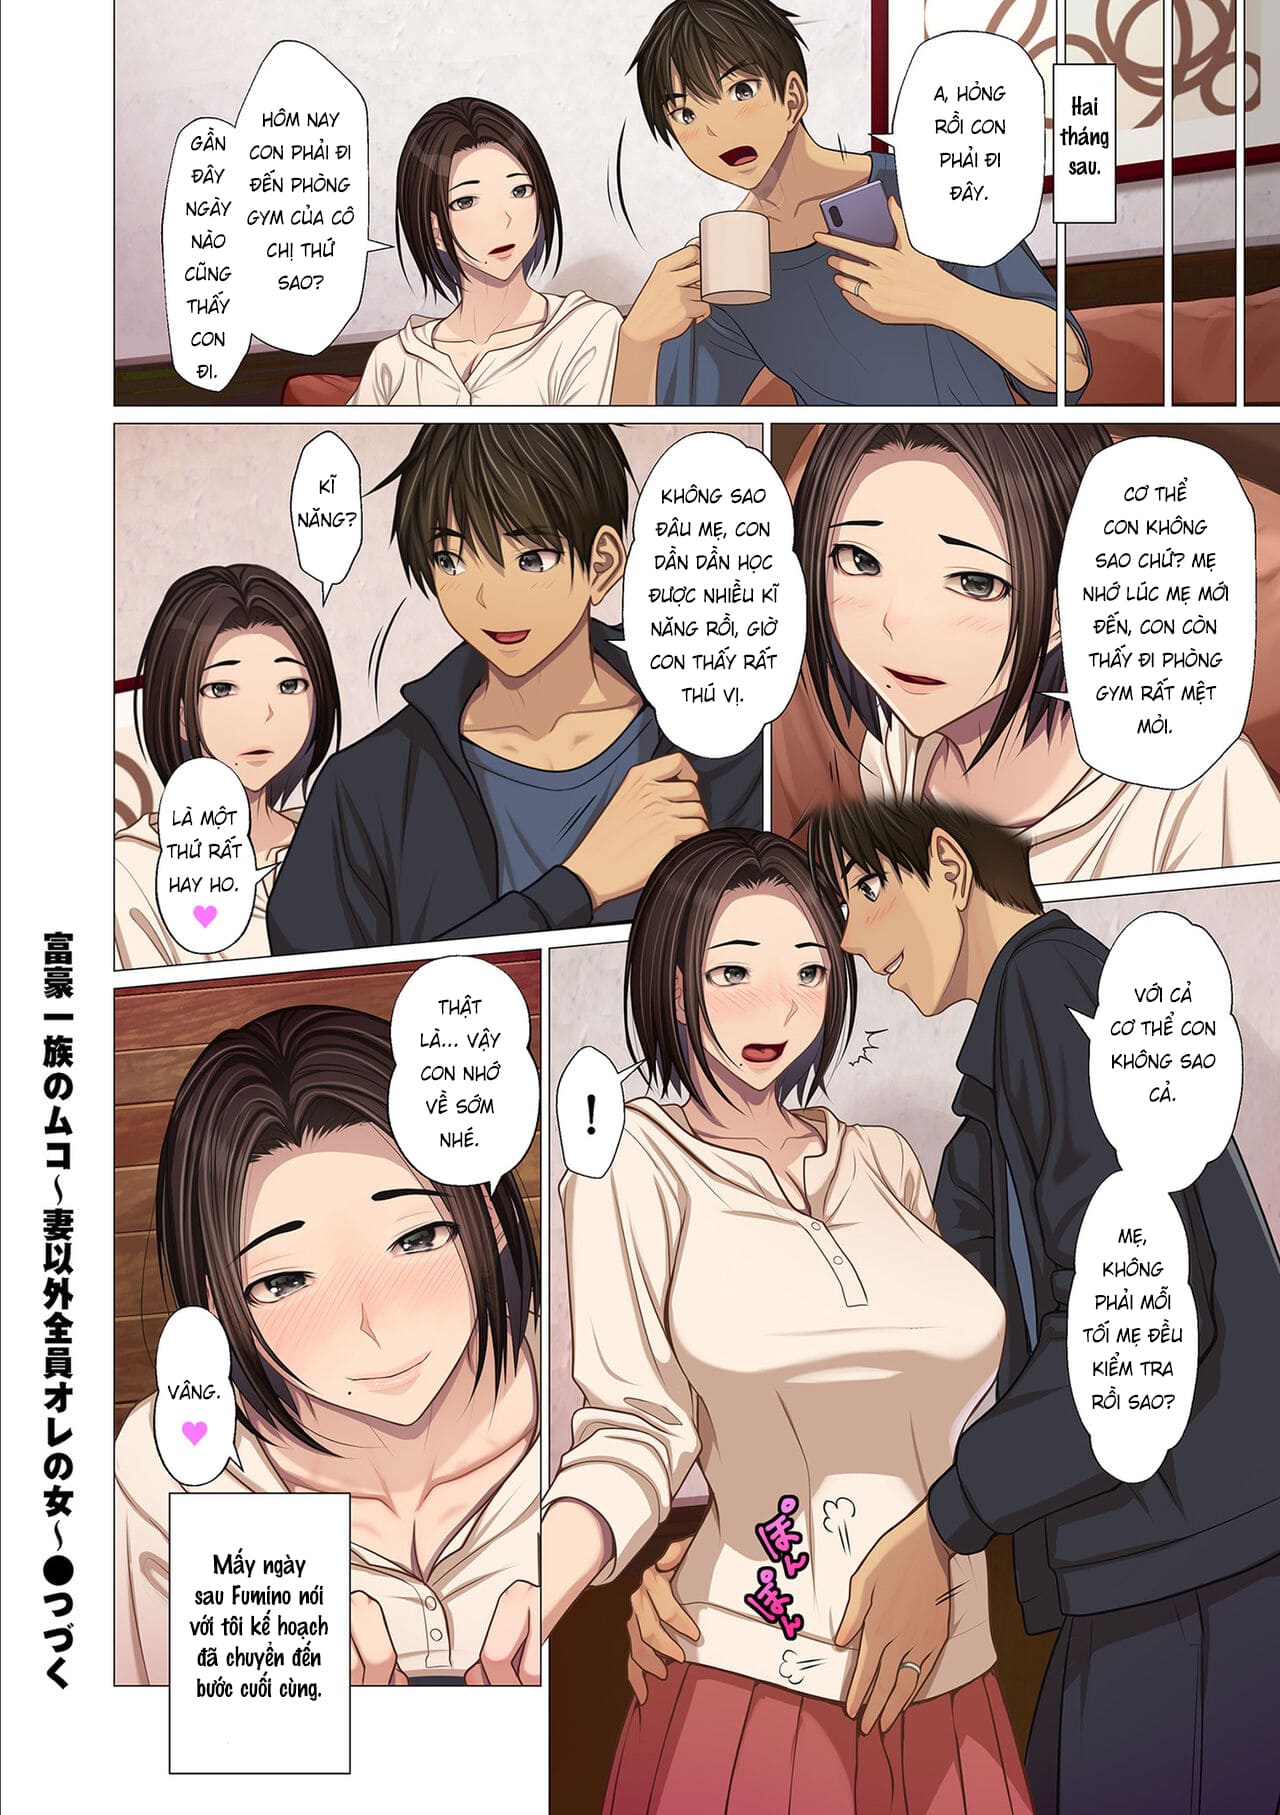 Hai
tháng
sau.
A, HỎNG
RỒI CON
PHẢI ĐI
ĐÂY.
HÔM NAY
CON PHẢI ĐI
ĐẾN PHÒNG
GYM CỦA CÔ
CHỊ THỨ
SAO?
GẦN
ĐÂY
NGÀY
NÀO
CŨNG
THẤY
CON
ĐI.
CƠ THỂ
CON KHÔNG
SAO CHỨ? MẸ
NHỚ LÚC MẸ MỚI
ĐẾN, CON CÒN
THẤY ĐI PHÒNG
GYM RẤT MỆT
MỎI.
KHÔNG SAO
ĐÂU MẸ, CON
DẦN DẦN HỌC
ĐƯỢC NHIỀU KĨ
NĂNG RỒI, GIỜ
CON THẤY RẤT
THÚ VỊ.
KĨ
NĂNG?
LÀ MỘT
THỨ RẤT
HAY HO.
♥
VỚI CẢ
CƠ THỂ CON
KHÔNG SAO
CẢ.
!
MẸ,
KHÔNG
PHẢI MỖI
TỐI MẸ ĐỀU
KIỂM TRA
RỒI SAO?
ぽんぽん
ぽんぽん
THẬT
LÀ... VẬY
CON NHỚ
VỀ SỚM
NHÉ.
VÂNG.
♥
Mấy ngày
sau Fumino nói
với tôi kế hoạch
đã chuyển đến
bước cuối cùng.
富豪一族のムコ～妻以外全員オレの女～●つづく